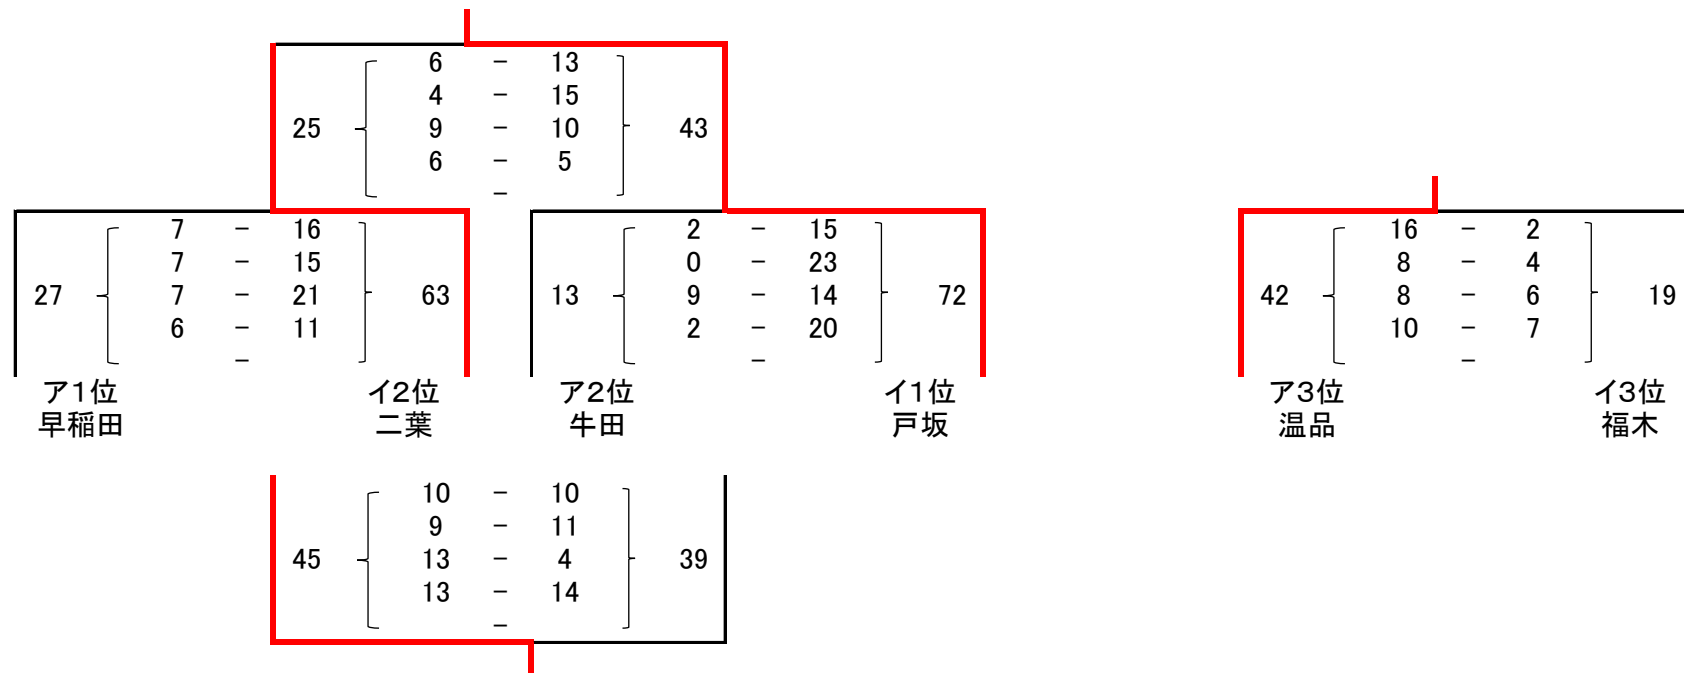 6 － 13
4 － 15
25 9 － 10 43
6 － 5
－
7 － 16 2 － 15 16 － 2
7 － 15 0 － 23 8 － 4
27 7 － 21 63 13 9 － 14 72 42 8 － 6 19
6 － 11 2 － 20 10 － 7
－ － －
ア１位 イ２位 ア２位 イ１位 ア３位 イ３位
早稲田 二葉 牛田 戸坂 温品 福木
10 － 10
9 － 11
45 13 － 4 39
13 － 14
－